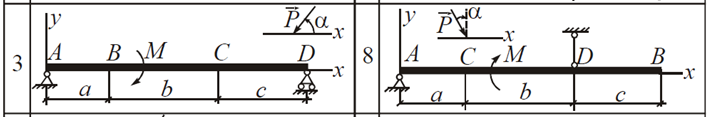 3
y
P α
x
A B M C D x
a b c
8
y
P α
x
A C M D B x
a b c